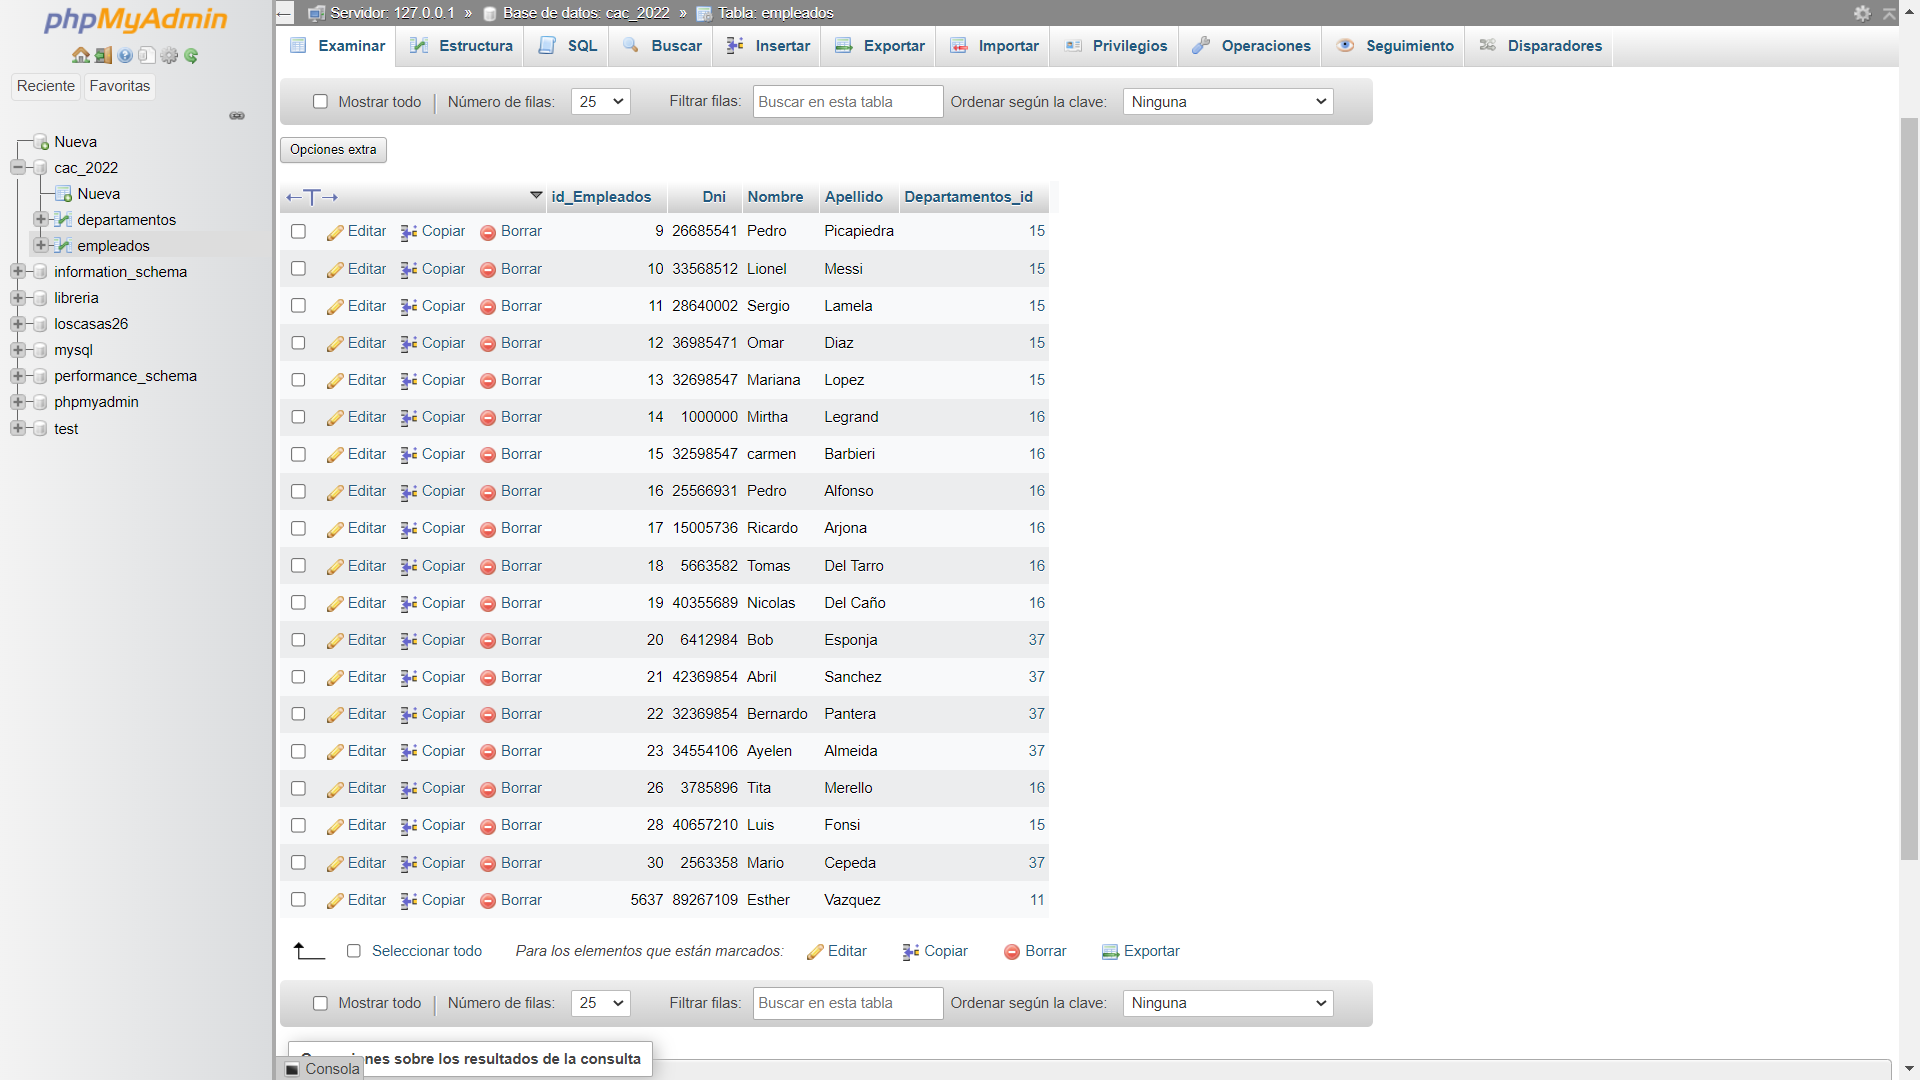 phpMyAdmin
Reciente Favoritas
Nueva
cac_2022
Nueva
departamentos
empleados
information_schema
libreria
loscasas26
mysql
performance_schema
phpmyadmin
test
Servidor: 127.0.0.1 » Base de datos: cac_2022 » Tabla: empleados
Examinar Estructura SQL Buscar Insertar Exportar Importar Privilegios Operaciones Seguimiento Disparadores
Mostrar todo | Número de filas: 25 Filtrar filas: Buscar en esta tabla Ordenar según la clave: Ninguna
Opciones extra
←T→ id_Empleados Dni Nombre Apellido Departamentos_id
Editar Copiar Borrar 9 26685541 Pedro Picapiedra 15
Editar Copiar Borrar 10 33568512 Lionel Messi 15
Editar Copiar Borrar 11 28640002 Sergio Lamela 15
Editar Copiar Borrar 12 36985471 Omar Diaz 15
Editar Copiar Borrar 13 32698547 Mariana Lopez 15
Editar Copiar Borrar 14 1000000 Mirtha Legrand 16
Editar Copiar Borrar 15 32598547 carmen Barbieri 16
Editar Copiar Borrar 16 25566931 Pedro Alfonso 16
Editar Copiar Borrar 17 15005736 Ricardo Arjona 16
Editar Copiar Borrar 18 5663582 Tomas Del Tarro 16
Editar Copiar Borrar 19 40355689 Nicolas Del Caño 16
Editar Copiar Borrar 20 6412984 Bob Esponja 37
Editar Copiar Borrar 21 42369854 Abril Sanchez 37
Editar Copiar Borrar 22 32369854 Bernardo Pantera 37
Editar Copiar Borrar 23 34554106 Ayelen Almeida 37
Editar Copiar Borrar 26 3785896 Tita Merello 16
Editar Copiar Borrar 28 40657210 Luis Fonsi 15
Editar Copiar Borrar 30 2563358 Mario Cepeda 37
Editar Copiar Borrar 5637 89267109 Esther Vazquez 11
Seleccionar todo Para los elementos que están marcados: Editar Copiar Borrar Exportar
Mostrar todo | Número de filas: 25 Filtrar filas: Buscar en esta tabla Ordenar según la clave: Ninguna
sobre los resultados de la consulta
Consola